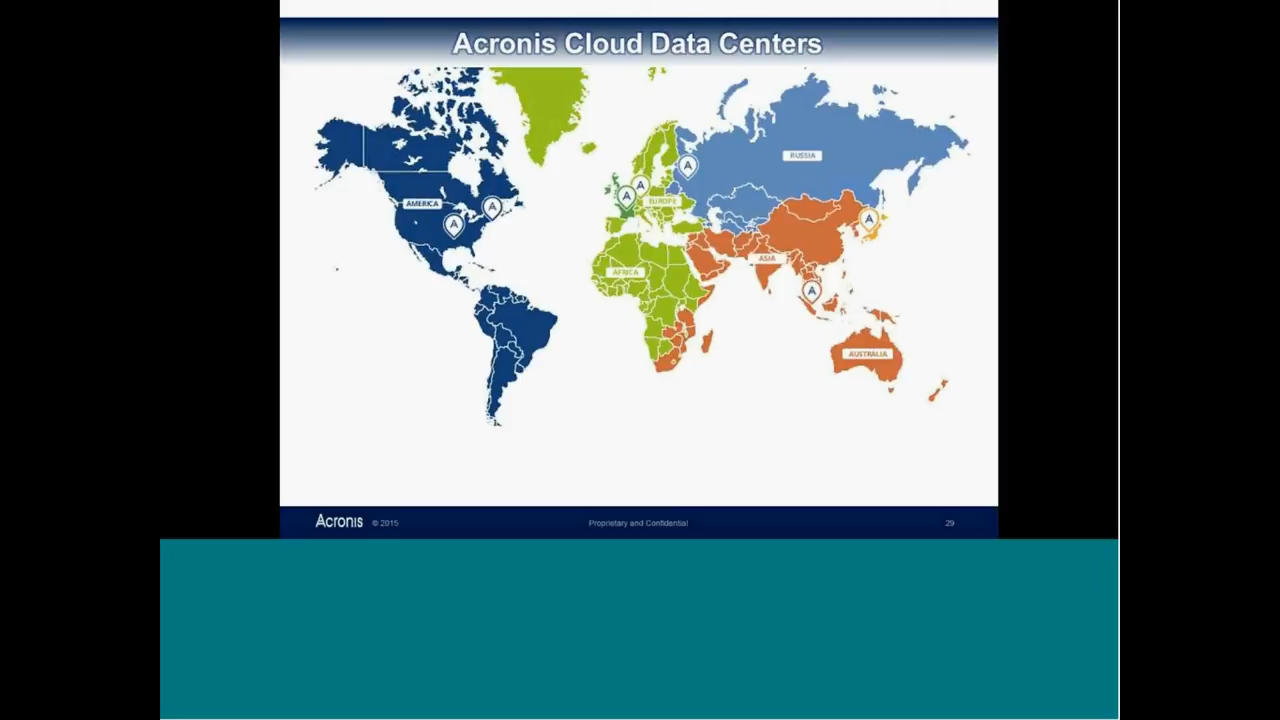 Acronis Cloud Data Centers
RUSSIA
A
A
A
AMERICA
A
A
EUROPE
A
ASIA
AFRICA
A
AUSTRALIA
Acronis © 2015
Proprietary and Confidential
29